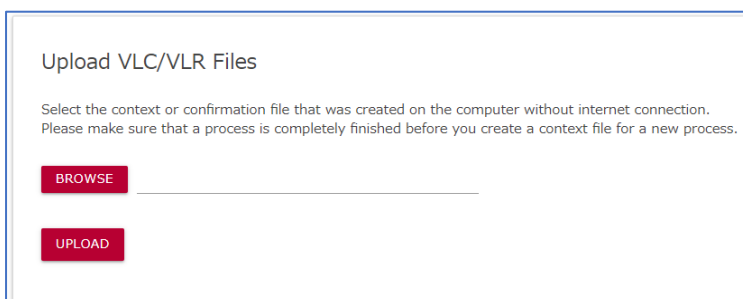 Upload VLC/VLR Files
Select the context or confirmation file that was created on the computer without internet connection.
Please make sure that a process is completely finished before you create a context file for a new process.
BROWSE
UPLOAD